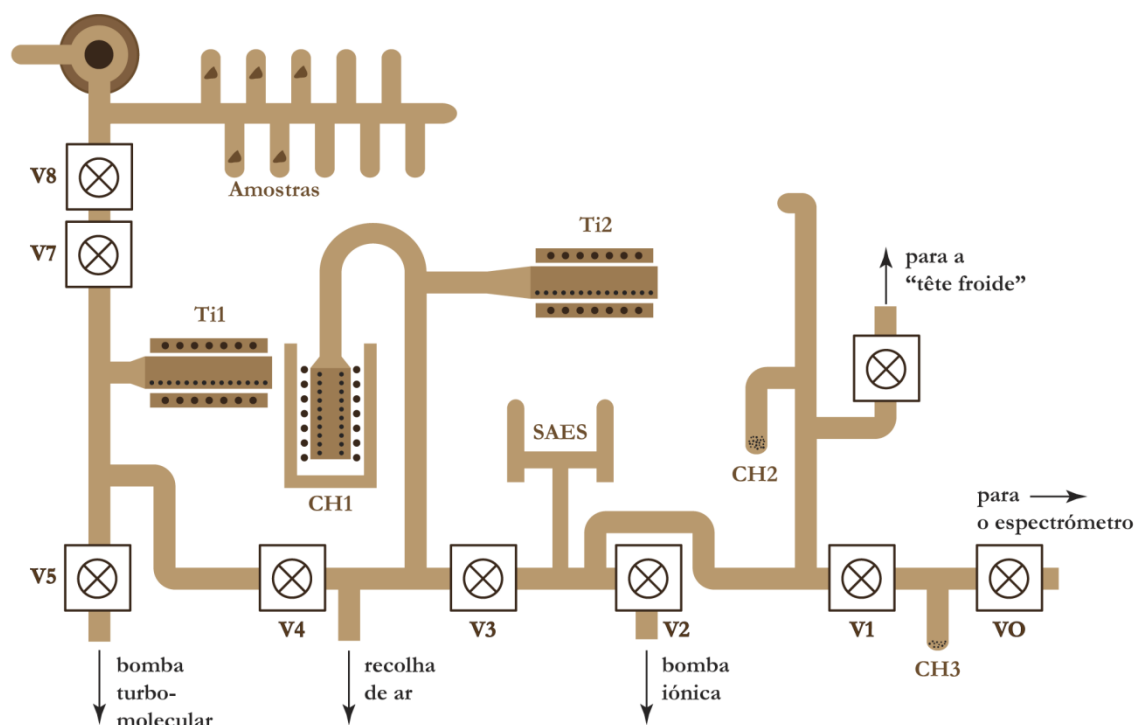 V8
Amostras
V7
Ti2
para a
“tête froide”
Ti1
SAES
CH2
CH1
para
o espectrómetro
V5
V4
V3
V2
V1
VO
CH3
bomba
turbo-
molecular
recolha
de ar
bomba
iónica